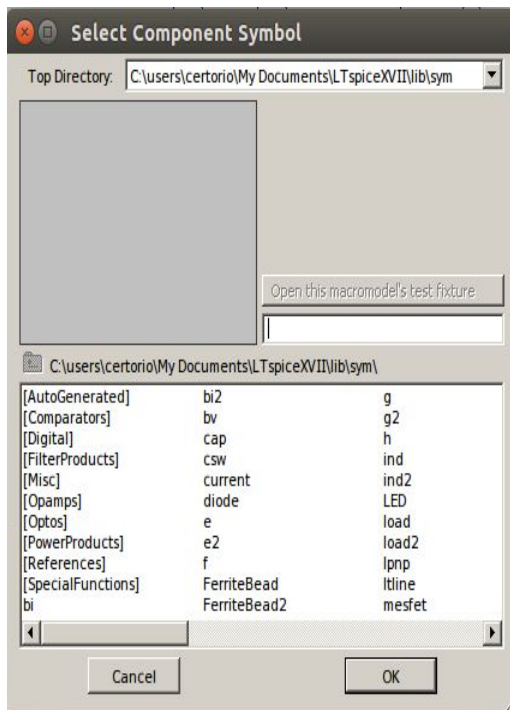 Select Component Symbol
Top Directory: C:\users\certorio\My Documents\LTspiceXVII\lib\sym
Open this macromodel's test fixture
C:\users\certorio\My Documents\LTspiceXVII\lib\sym\
[AutoGenerated] bi2 g
[Comparators] bv g2
[Digital] cap h
[FilterProducts] csw ind
[Misc] current ind2
[Opamps] diode LED
[Optos] e load
[PowerProducts] e2 load2
[References] f lpnp
[SpecialFunctions] FerriteBead ltline
bi FerriteBead2 mesfet
Cancel OK